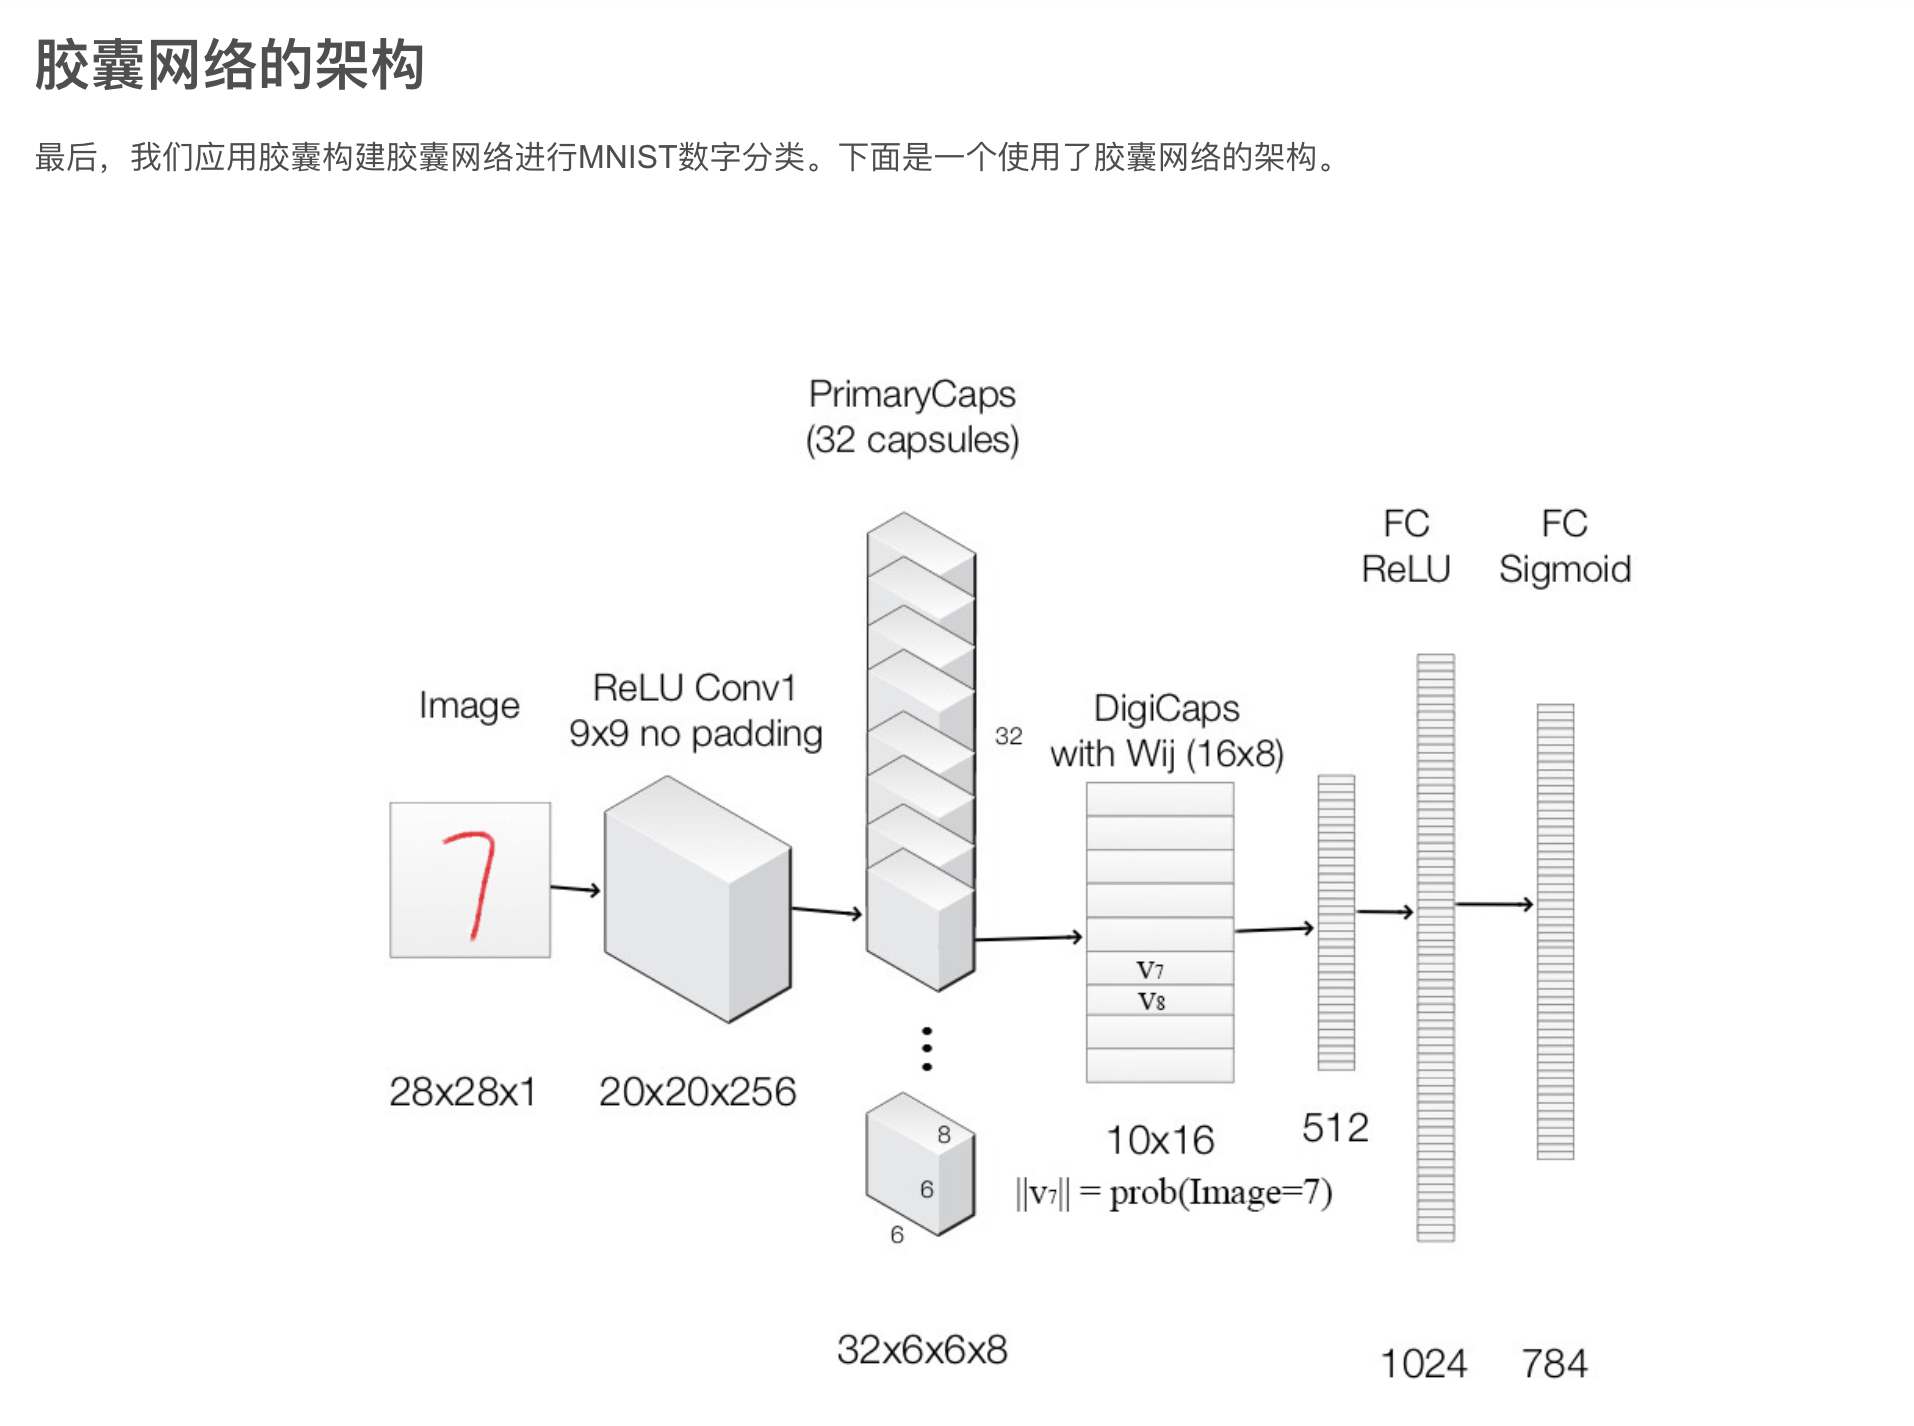 胶囊网络的架构
最后，我们应用胶囊构建胶囊网络进行MNIST数字分类。下面是一个使用了胶囊网络的架构。
PrimaryCaps
(32 capsules)
FC
ReLU
FC
Sigmoid
Image
ReLU Conv1
9x9 no padding
32
DigiCaps
with Wij (16x8)
7
v7
v8
28x28x1
20x20x256
8
6
6
10x16
512
||v7|| = prob(Image=7)
32x6x6x8
1024
784